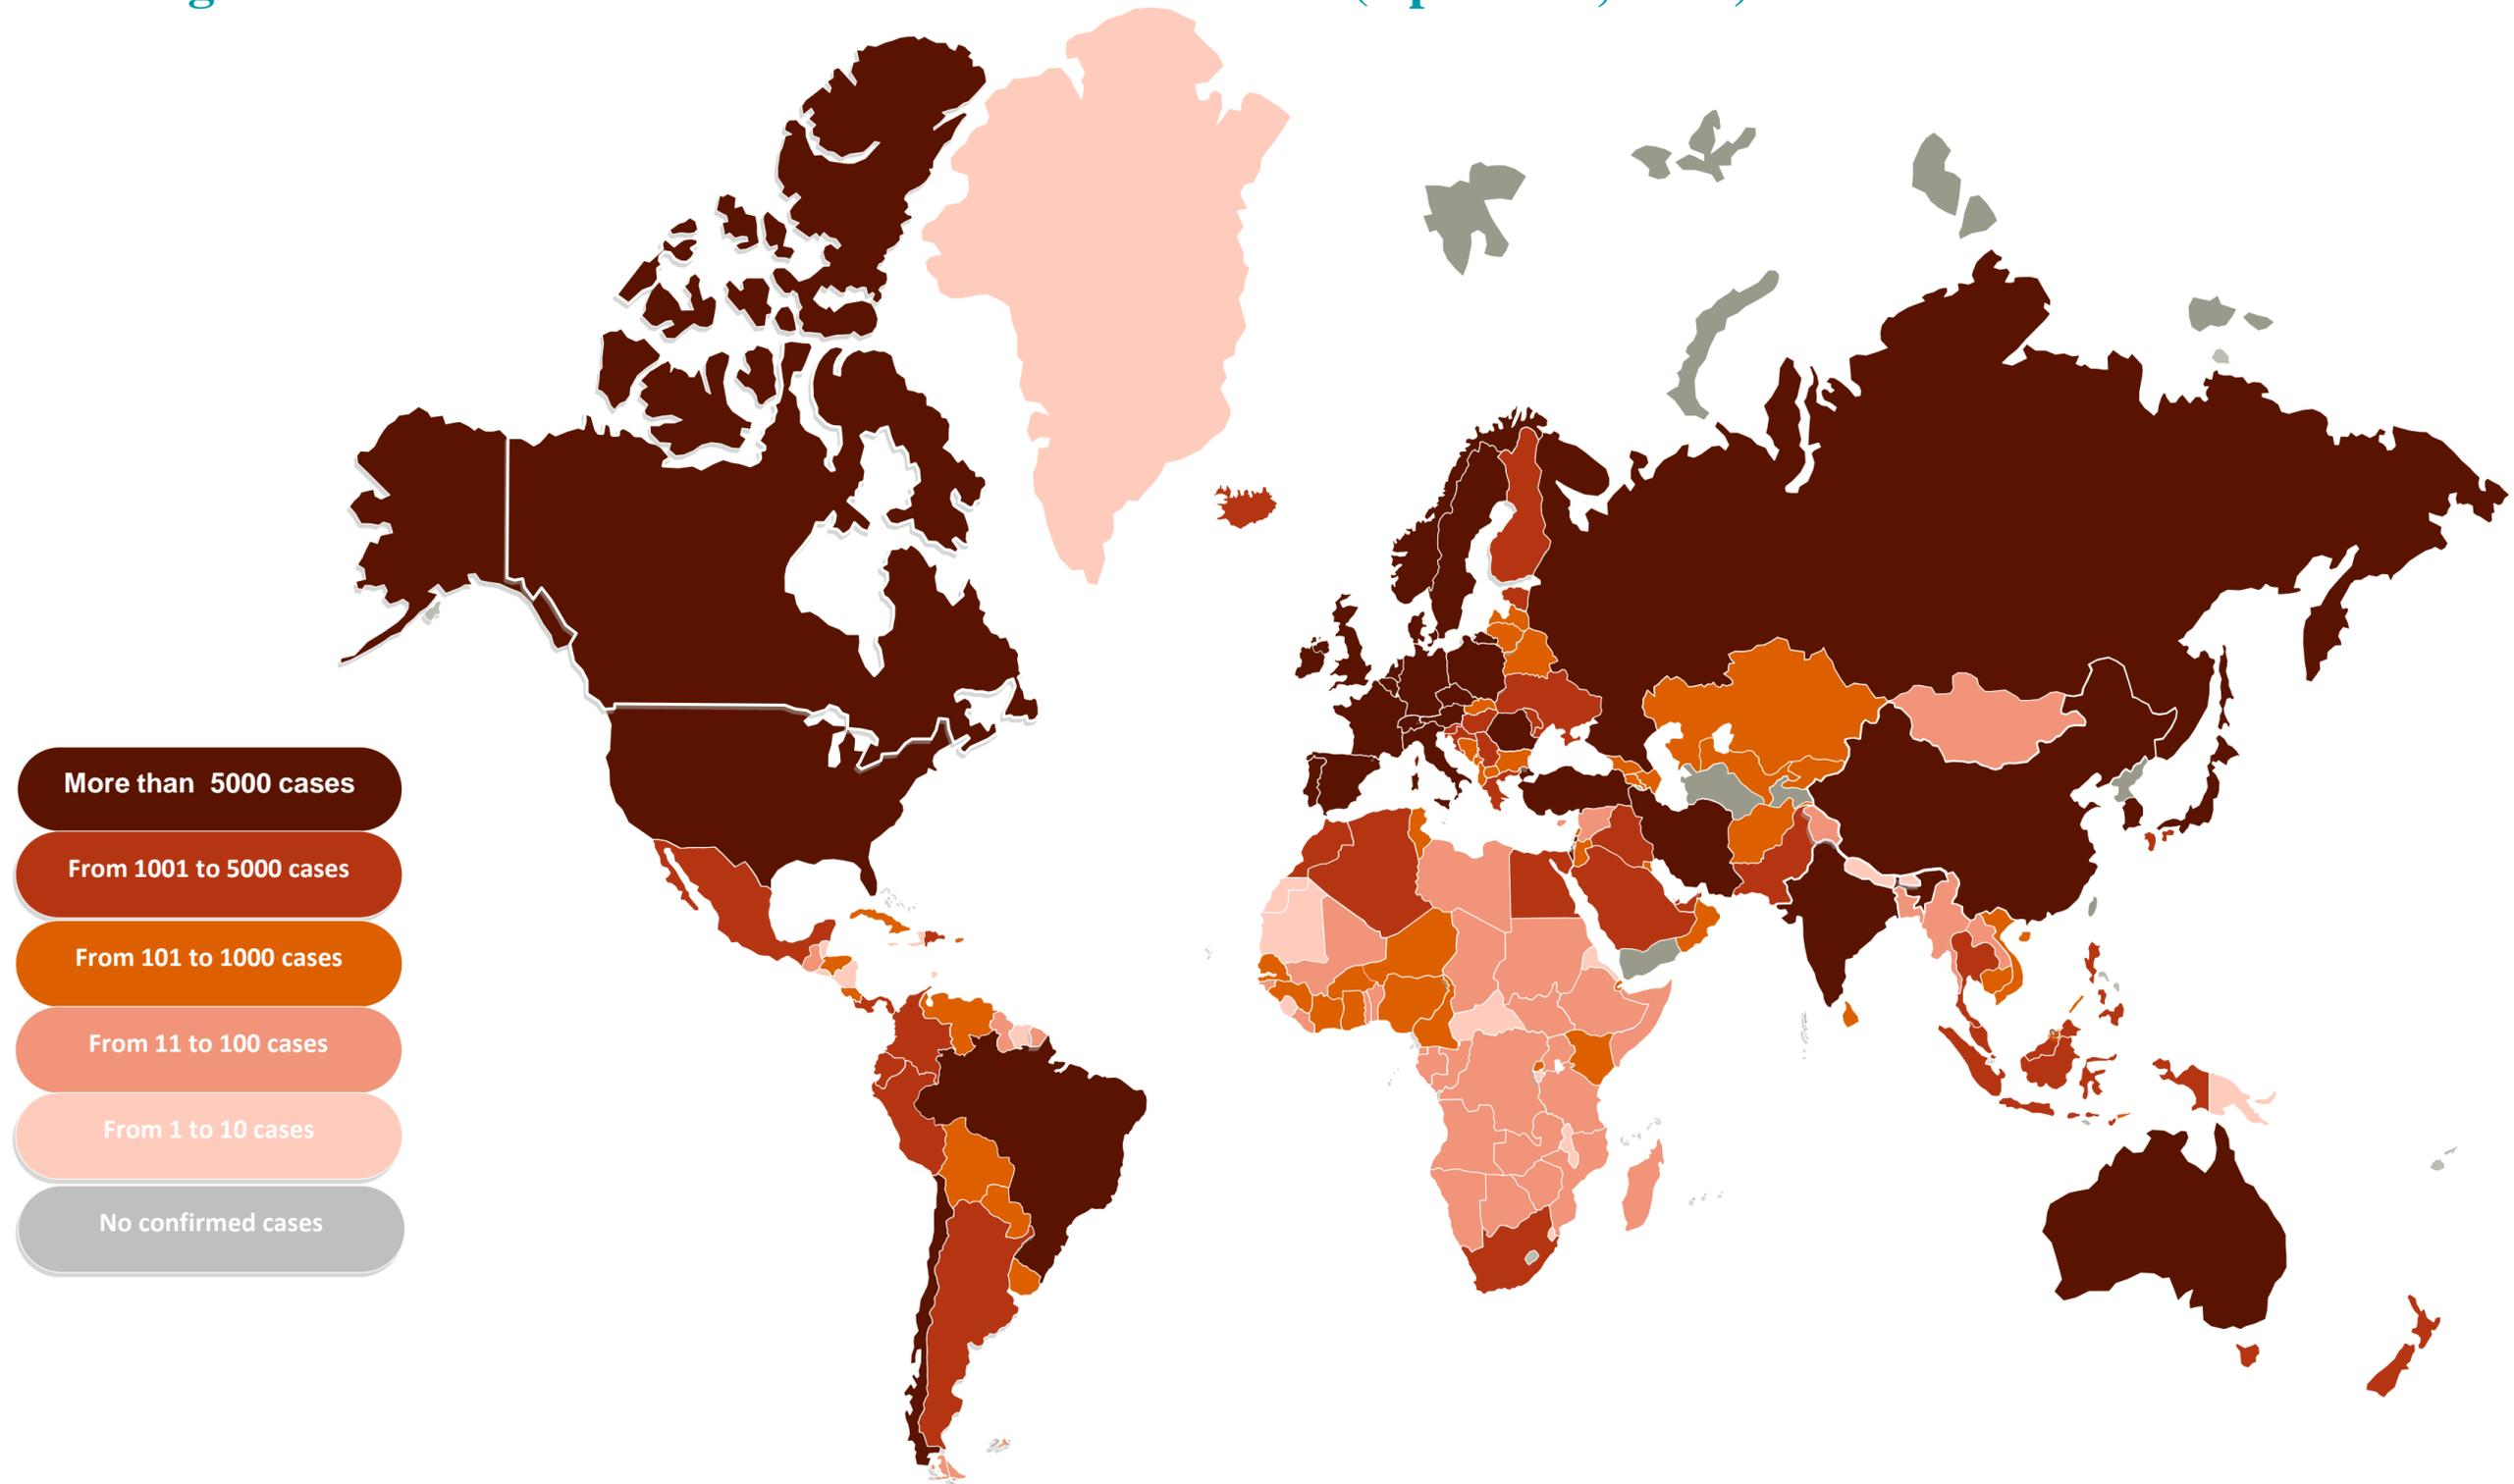 More than 5000 cases
From 1001 to 5000 cases
From 101 to 1000 cases
From 11 to 100 cases
From 1 to 10 cases
No confirmed cases